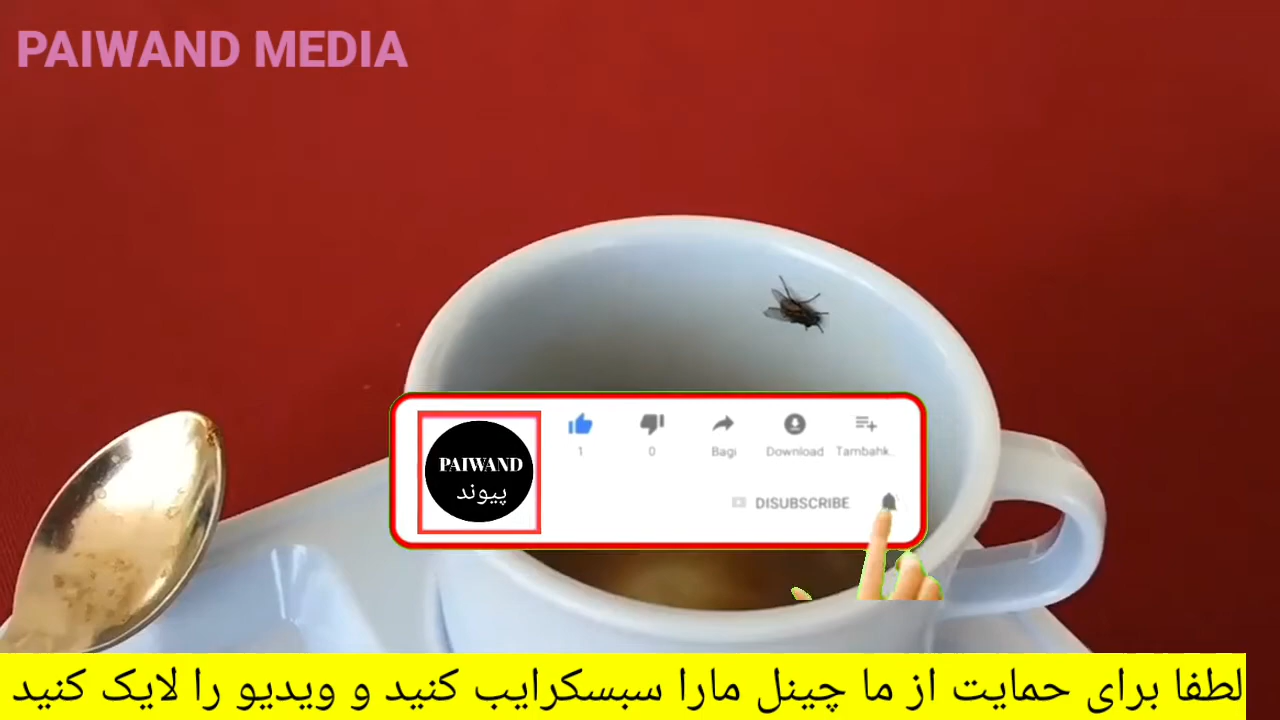 PAIWAND MEDIA
1
0
Bagi
Download
Tambahk..
PAIWAND
پیوند
DISUBSCRIBE
لطفا برای حمایت از ما چینل مارا سبسکرایب کنید و ویدیو را لایک کنید